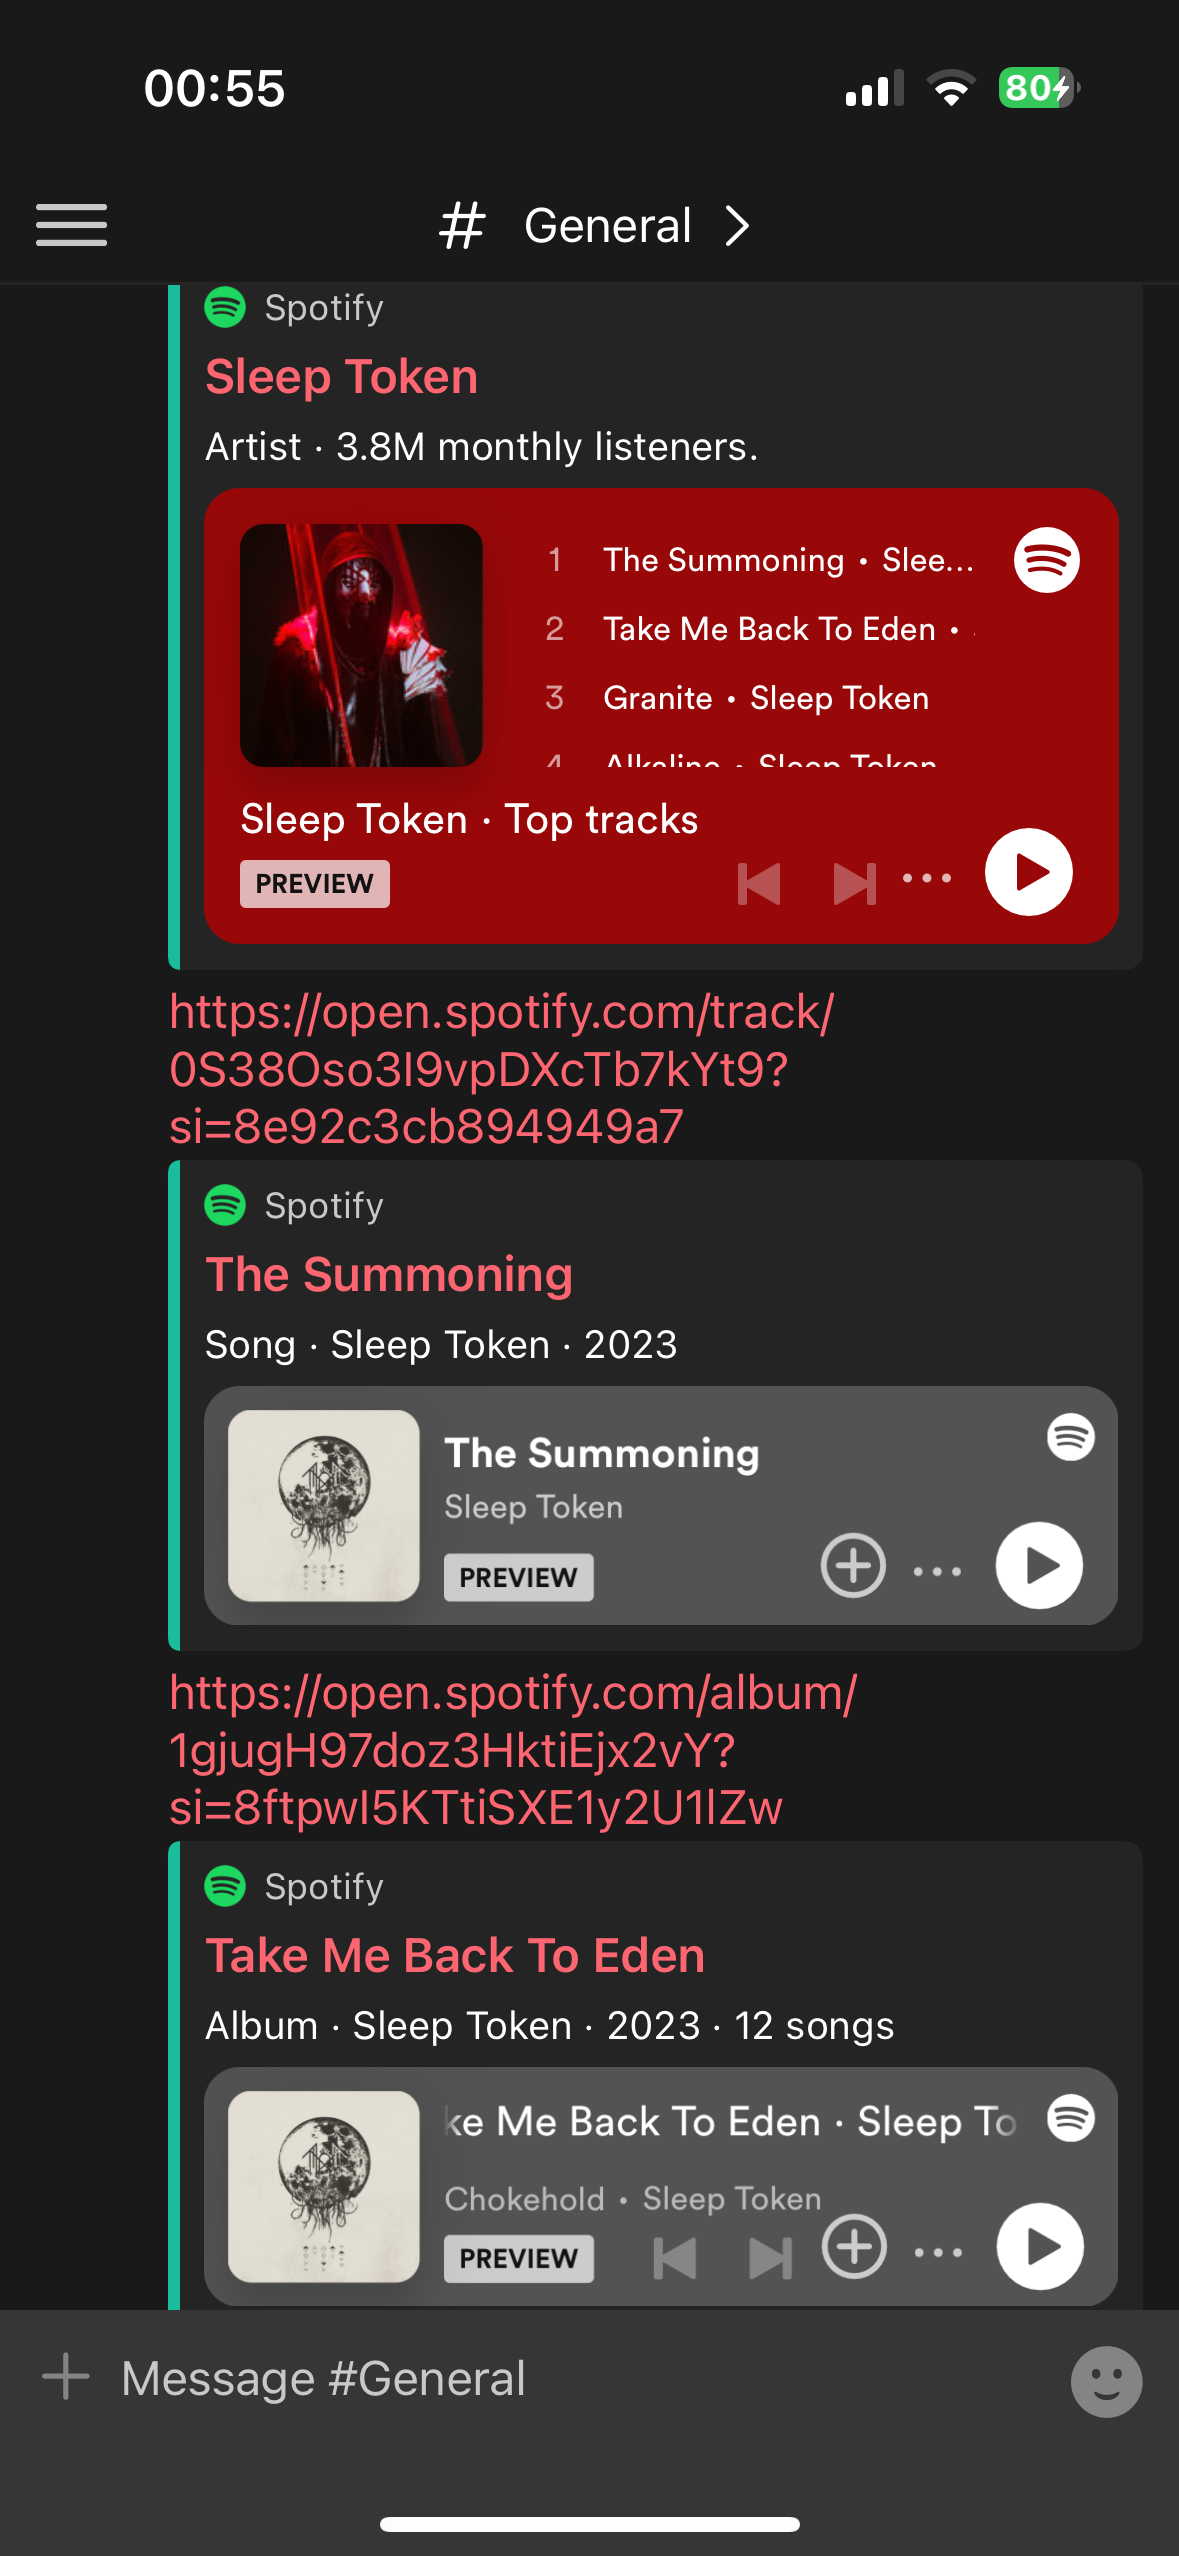 00:55
80
# General
Spotify
Sleep Token
Artist · 3.8M monthly listeners.
1 The Summoning • Slee...
2 Take Me Back To Eden •
3 Granite • Sleep Token
4 Alkaline • Sleep Token
Sleep Token · Top tracks
PREVIEW
https://open.spotify.com/track/
0S38Oso3I9vpDXcTb7kYt9?
si=8e92c3cb894949a7
Spotify
The Summoning
Song · Sleep Token · 2023
The Summoning
Sleep Token
PREVIEW
https://open.spotify.com/album/
1gjugH97doz3HktiEjx2vY?
si=8ftpwI5KTtiSXE1y2U1lZw
Spotify
Take Me Back To Eden
Album · Sleep Token · 2023 · 12 songs
ke Me Back To Eden · Sleep To
Chokehold • Sleep Token
PREVIEW
Message #General